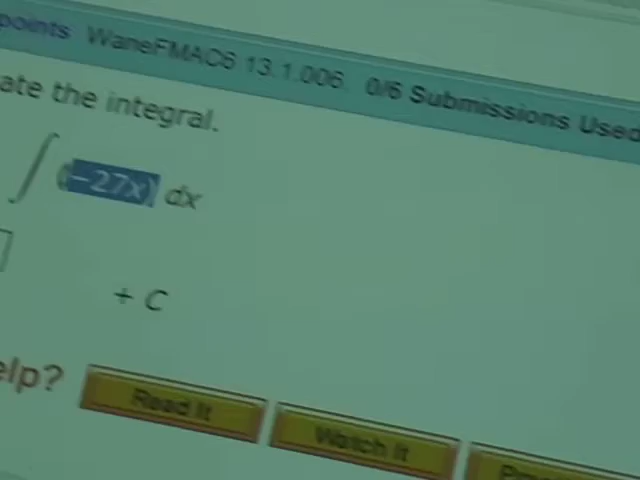 points WaneFMAC6 13.1.006. 0/6 Submissions Used
ate the integral.
∫ (−27x) dx
+ C
elp?
Read It Watch It